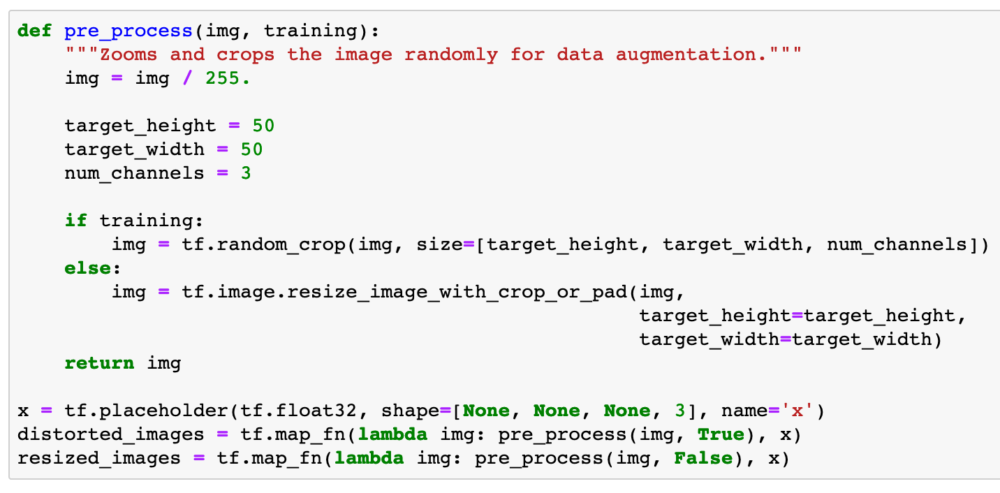 def pre_process(img, training):
    """Zooms and crops the image randomly for data augmentation."""
    img = img / 255.

    target_height = 50
    target_width = 50
    num_channels = 3

    if training:
        img = tf.random_crop(img, size=[target_height, target_width, num_channels])
    else:
        img = tf.image.resize_image_with_crop_or_pad(img,
                                                     target_height=target_height,
                                                     target_width=target_width)
    return img

x = tf.placeholder(tf.float32, shape=[None, None, None, 3], name='x')
distorted_images = tf.map_fn(lambda img: pre_process(img, True), x)
resized_images = tf.map_fn(lambda img: pre_process(img, False), x)